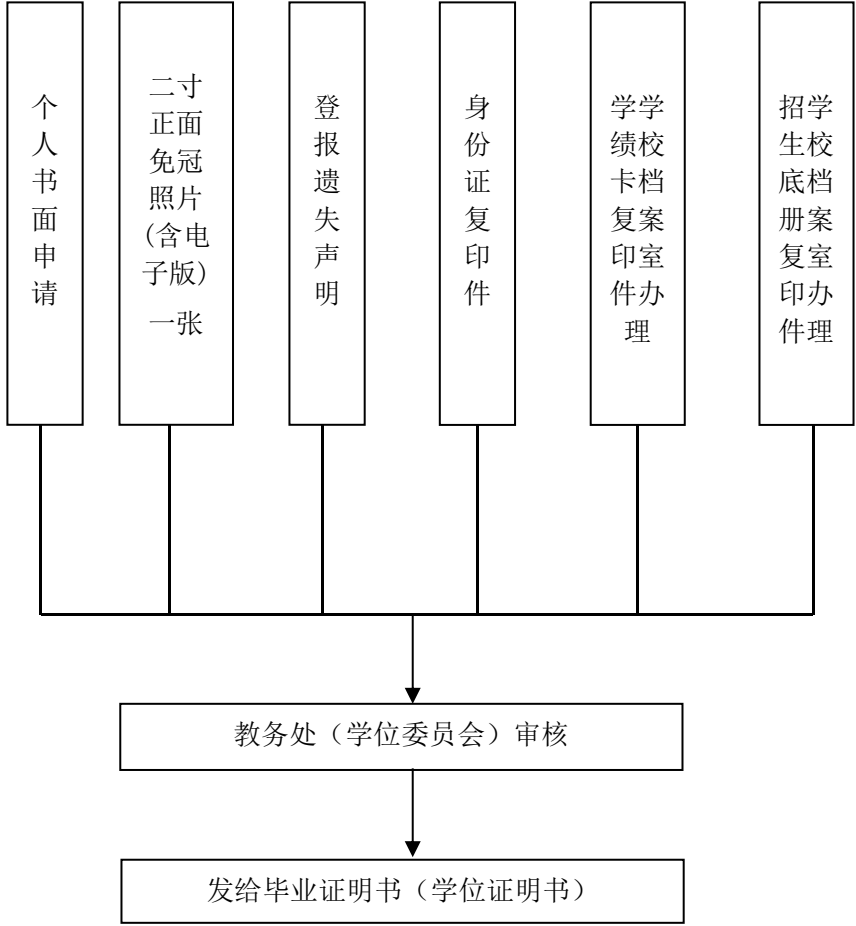 个人书面申请
二寸
正面
免冠
照片
(含电
子版)
一张
登报遗失声明
身份证复印件
学校档案室办理
学绩卡复印件
学校档案室办理
招生底册复印件
教务处（学位委员会）审核
发给毕业证明书（学位证明书）